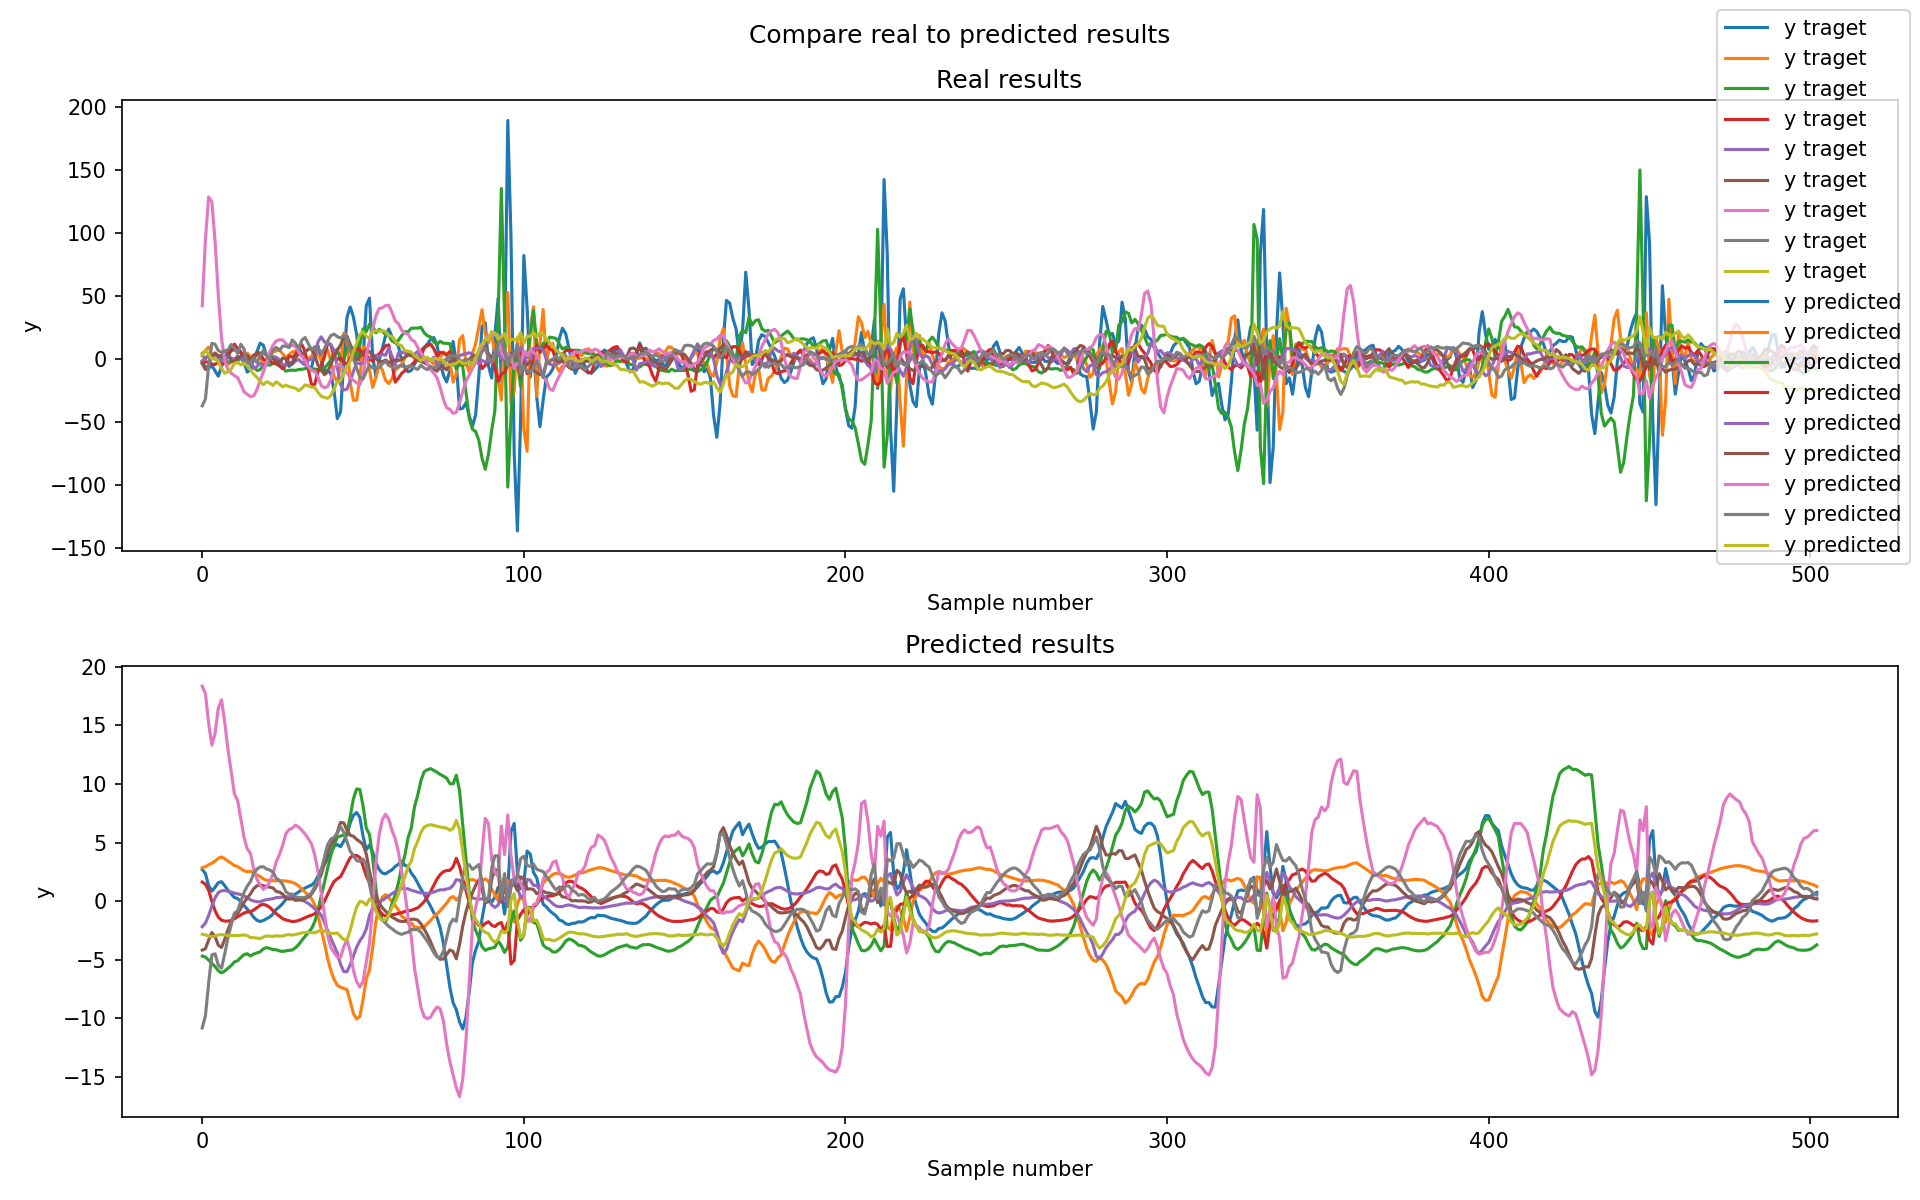 Compare real to predicted results
Real results
y traget
y traget
y traget
y traget
y traget
y traget
y traget
y traget
y traget
y predicted
y predicted
y predicted
y predicted
y predicted
y predicted
y predicted
y predicted
y predicted
200
150
100
50
0
−50
−100
−150
y
0 100 200 300 400 500
Sample number
Predicted results
20
15
10
5
0
−5
−10
−15
y
0 100 200 300 400 500
Sample number